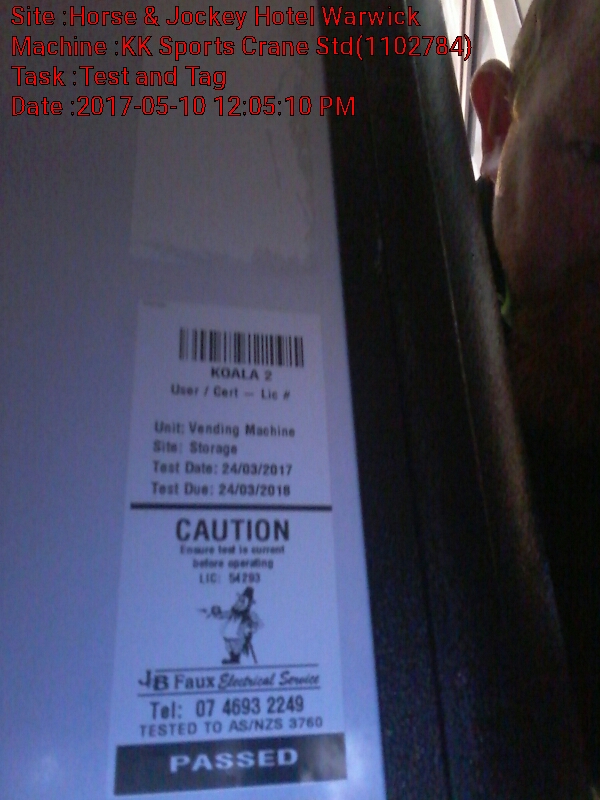 Site :Horse & Jockey Hotel Warwick
Machine :KK Sports Crane Std(1102784)
Task :Test and Tag
Date :2017-05-10 12:05:10 PM
KOALA 2
User / Cert – Lic #
Unit: Vending Machine
Site: Storage
Test Date: 24/03/2017
Test Due: 24/03/2018
CAUTION
Ensure test is current
before operating
LIC: 54293
JB Faux Electrical Service
Tel: 07 4693 2249
TESTED TO AS/NZS 3760
PASSED